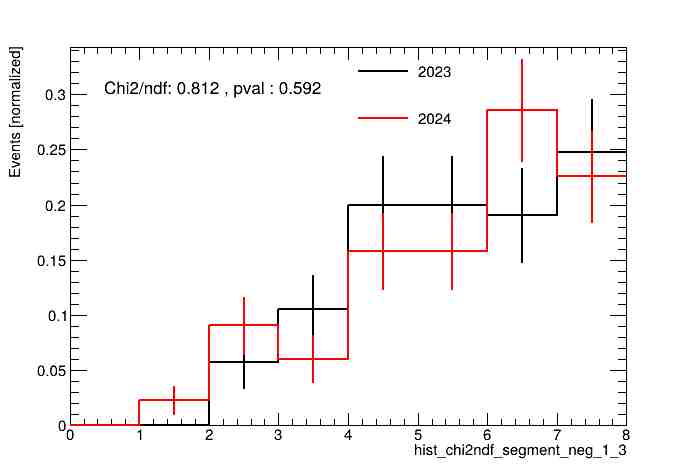 Events [normalized]
Chi2/ndf: 0.812 , pval : 0.592
2023
2024
0.3
0.25
0.2
0.15
0.1
0.05
0
0 1 2 3 4 5 6 7 8
hist_chi2ndf_segment_neg_1_3